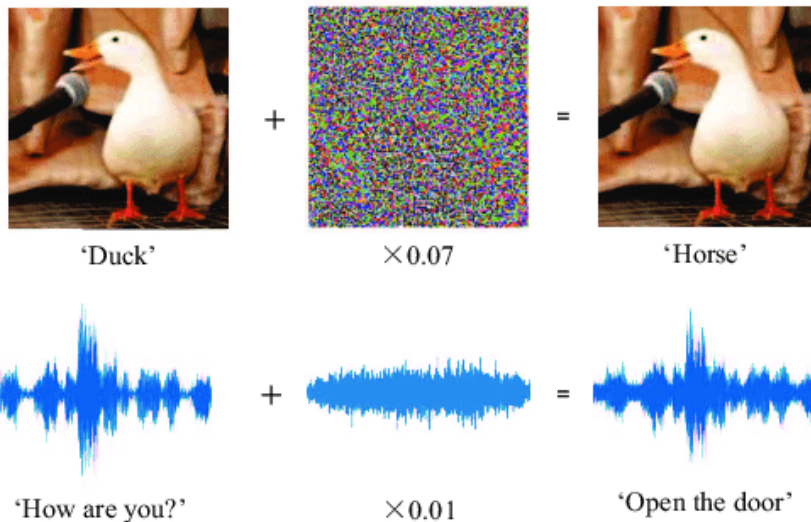 + =
‘Duck’ ×0.07 ‘Horse’
+ =
‘How are you?’ ×0.01 ‘Open the door’